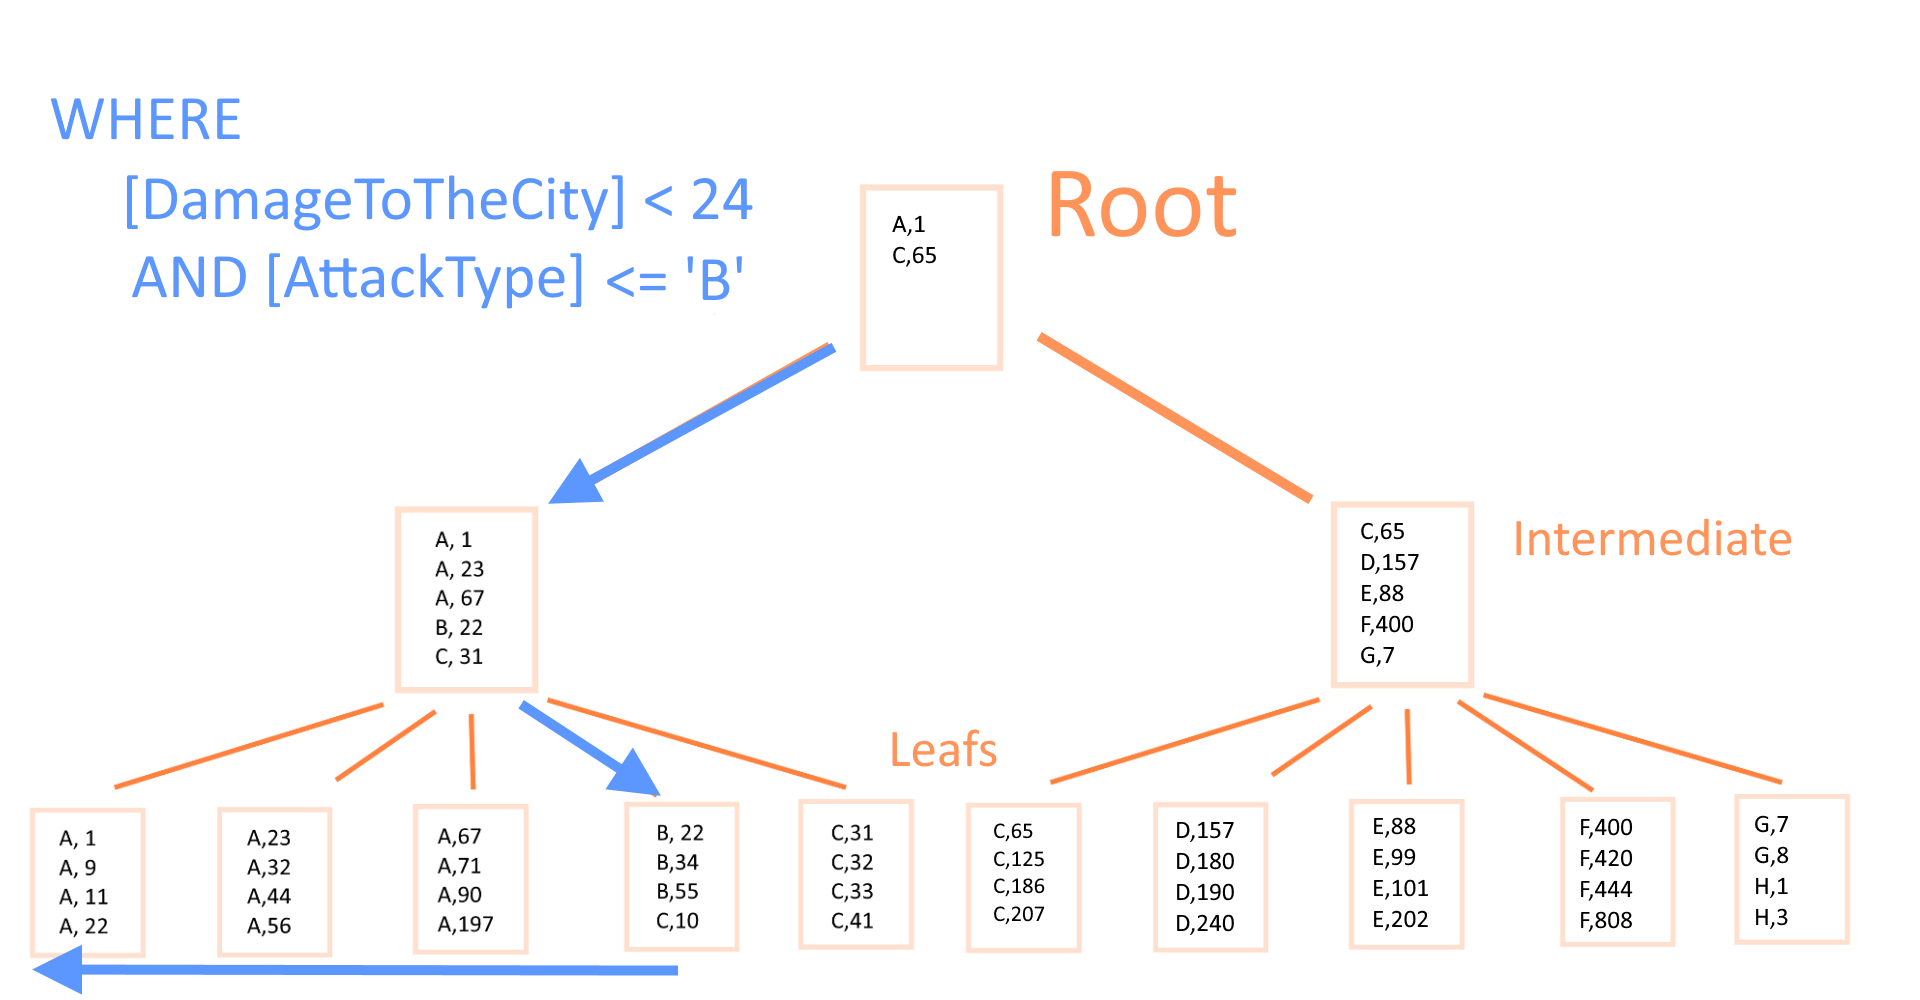 WHERE
[DamageToTheCity] < 24
AND [AttackType] <= 'B'
Root
A,1
C,65
A, 1
A, 23
A, 67
B, 22
C, 31
C,65
D,157
E,88
F,400
G,7
Intermediate
Leafs
A, 1
A, 9
A, 11
A, 22
A,23
A,32
A,44
A,56
A,67
A,71
A,90
A,197
B, 22
B,34
B,55
C,10
C,31
C,32
C,33
C,41
C,65
C,125
C,186
C,207
D,157
D,180
D,190
D,240
E,88
E,99
E,101
E,202
F,400
F,420
F,444
F,808
G,7
G,8
H,1
H,3